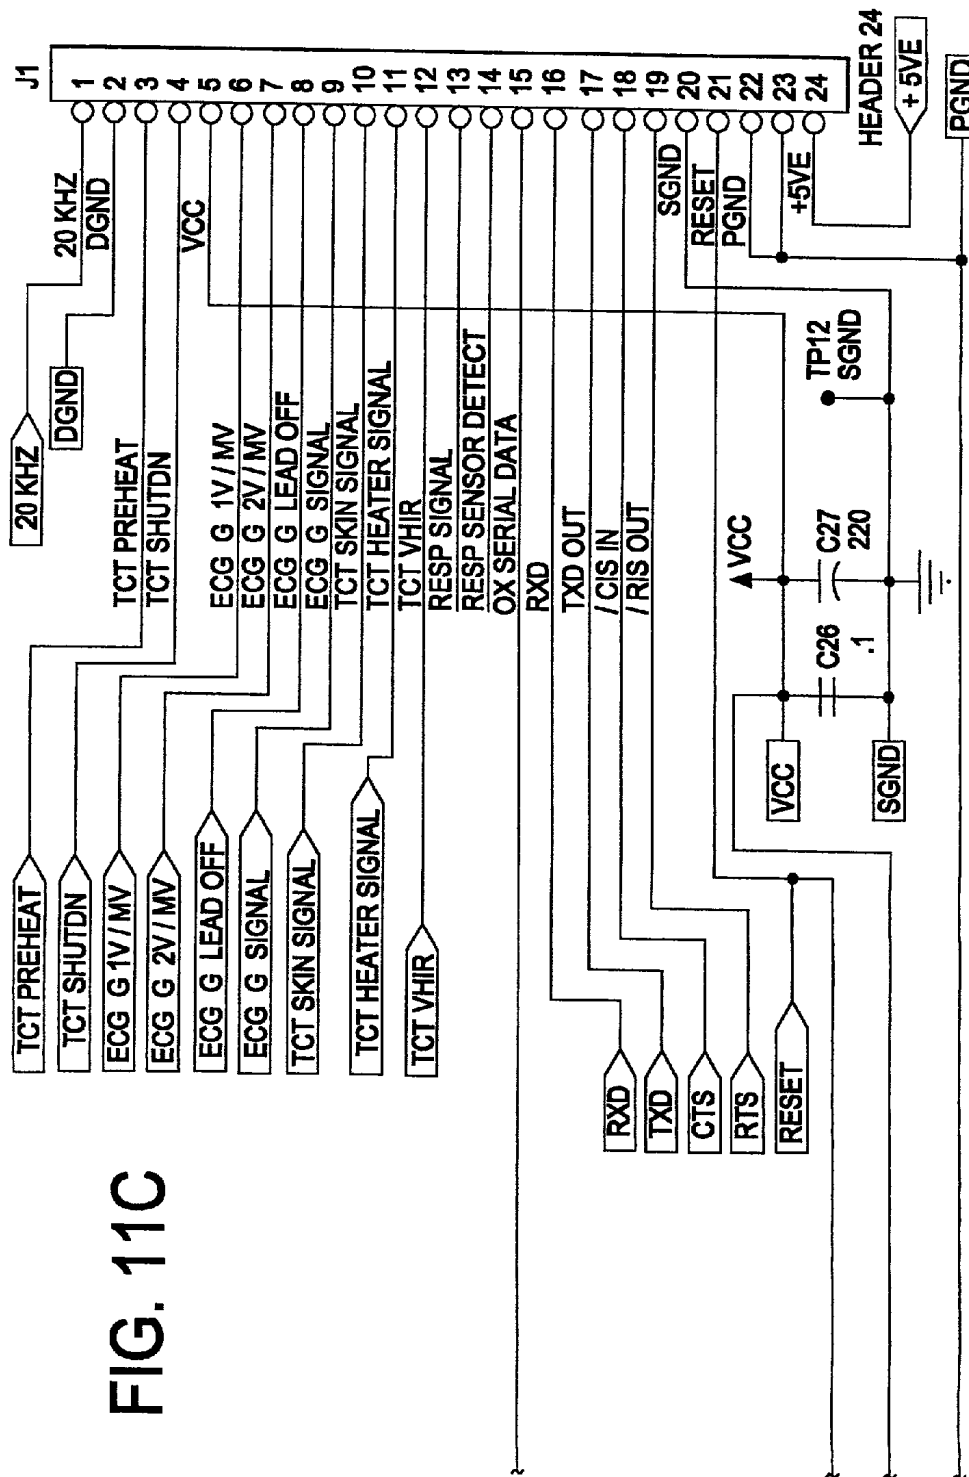 FIG. 11C
J1
1
2
3
4
5
6
7
8
9
10
11
12
13
14
15
16
17
18
19
20
21
22
23
24
HEADER 24
20 KHZ
DGND
VCC
SGND
RESET
PGND
+5VE
+ 5VE
PGND
20 KHZ
DGND
TCT PREHEAT
TCT SHUTDN
ECG G 1V / MV
ECG G 2V / MV
ECG G LEAD OFF
ECG G SIGNAL
TCT SKIN SIGNAL
TCT HEATER SIGNAL
TCT VHIR
RESP SIGNAL
RESP SENSOR DETECT
OX SERIAL DATA
RXD
TXD OUT
/ CIS IN
/ RIS OUT
TP12
SGND
VCC
C27
220
C26
.1
VCC
SGND
TCT PREHEAT
TCT SHUTDN
ECG G 1V / MV
ECG G 2V / MV
ECG G LEAD OFF
ECG G SIGNAL
TCT SKIN SIGNAL
TCT HEATER SIGNAL
TCT VHIR
RXD
TXD
CTS
RTS
RESET